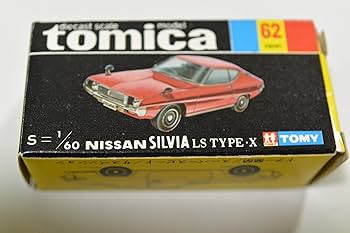 diecast scale model
tomica
62
S=1/60 NISSAN SILVIA LS TYPE·X
TOMY